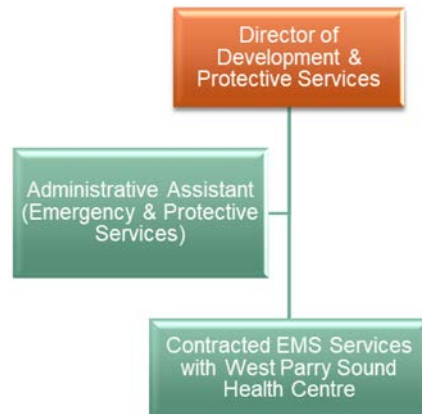 Director of
Development &
Protective Services
Administrative Assistant
(Emergency & Protective
Services)
Contracted EMS Services
with West Parry Sound
Health Centre